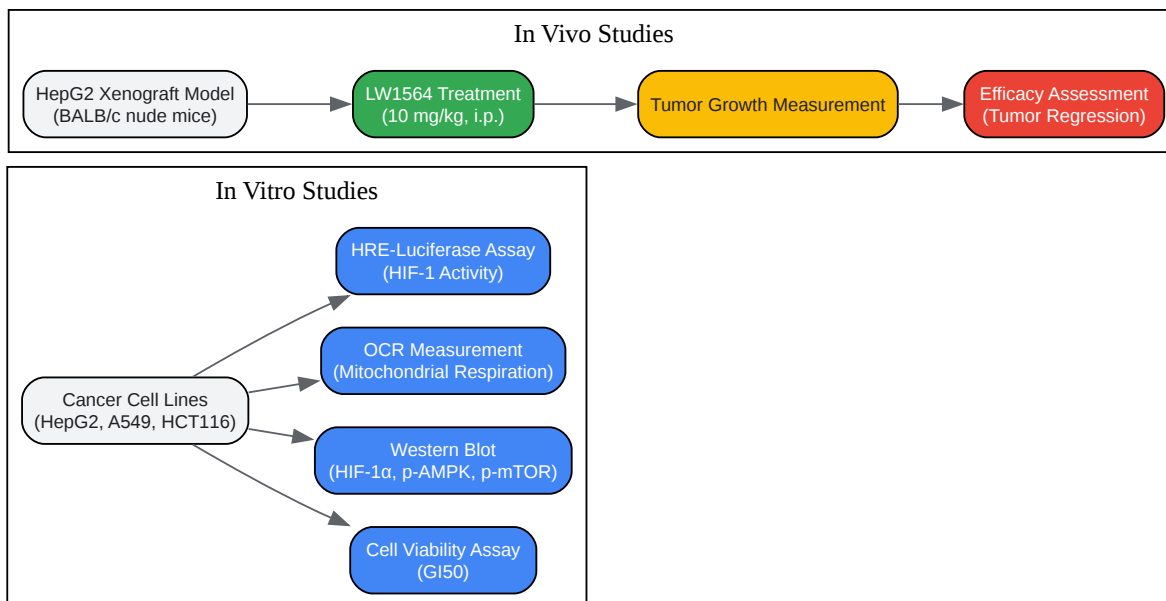 In Vivo Studies
HepG2 Xenograft Model
(BALB/c nude mice)
LW1564 Treatment
(10 mg/kg, i.p.)
Tumor Growth Measurement
Efficacy Assessment
(Tumor Regression)
In Vitro Studies
Cancer Cell Lines
(HepG2, A549, HCT116)
HRE-Luciferase Assay
(HIF-1 Activity)
OCR Measurement
(Mitochondrial Respiration)
Western Blot
(HIF-1α, p-AMPK, p-mTOR)
Cell Viability Assay
(GI50)